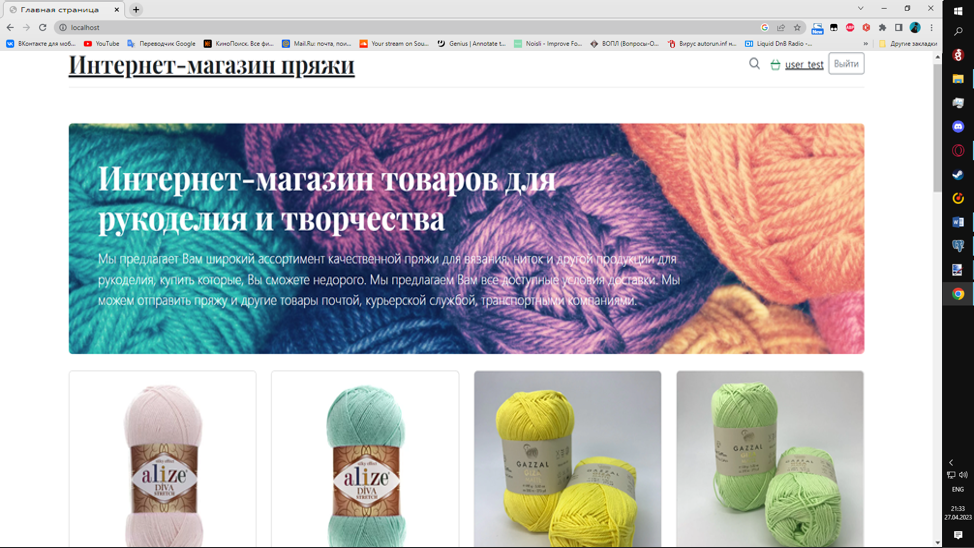 Главная страница
localhost
ВКонтакте для моб...
YouTube
Переводчик Google
КиноПоиск. Все фи...
Mail.Ru: почта, пои...
Your stream on Sou...
Genius | Annotate t...
Noisli - Improve Fo...
ВОПЛ (Вопросы-О...
Вирус autorun.inf н...
Liquid DnB Radio -...
»
Другие закладки
New
ABP
Интернет-магазин пряжи
user_test
Выйти
Интернет-магазин товаров для
рукоделия и творчества
Мы предлагает Вам широкий ассортимент качественной пряжи для вязания, ниток и другой продукции для
рукоделия, купить которые, Вы сможете недорого. Мы предлагаем Вам все доступные условия доставки. Мы
можем отправить пряжу и другие товары почтой, курьерской службой, транспортными компаниями.
alize
DIVA
STRETCH
alize
DIVA
STRETCH
GAZZAL
GAZZAL
ENG
21:33
27.04.2023